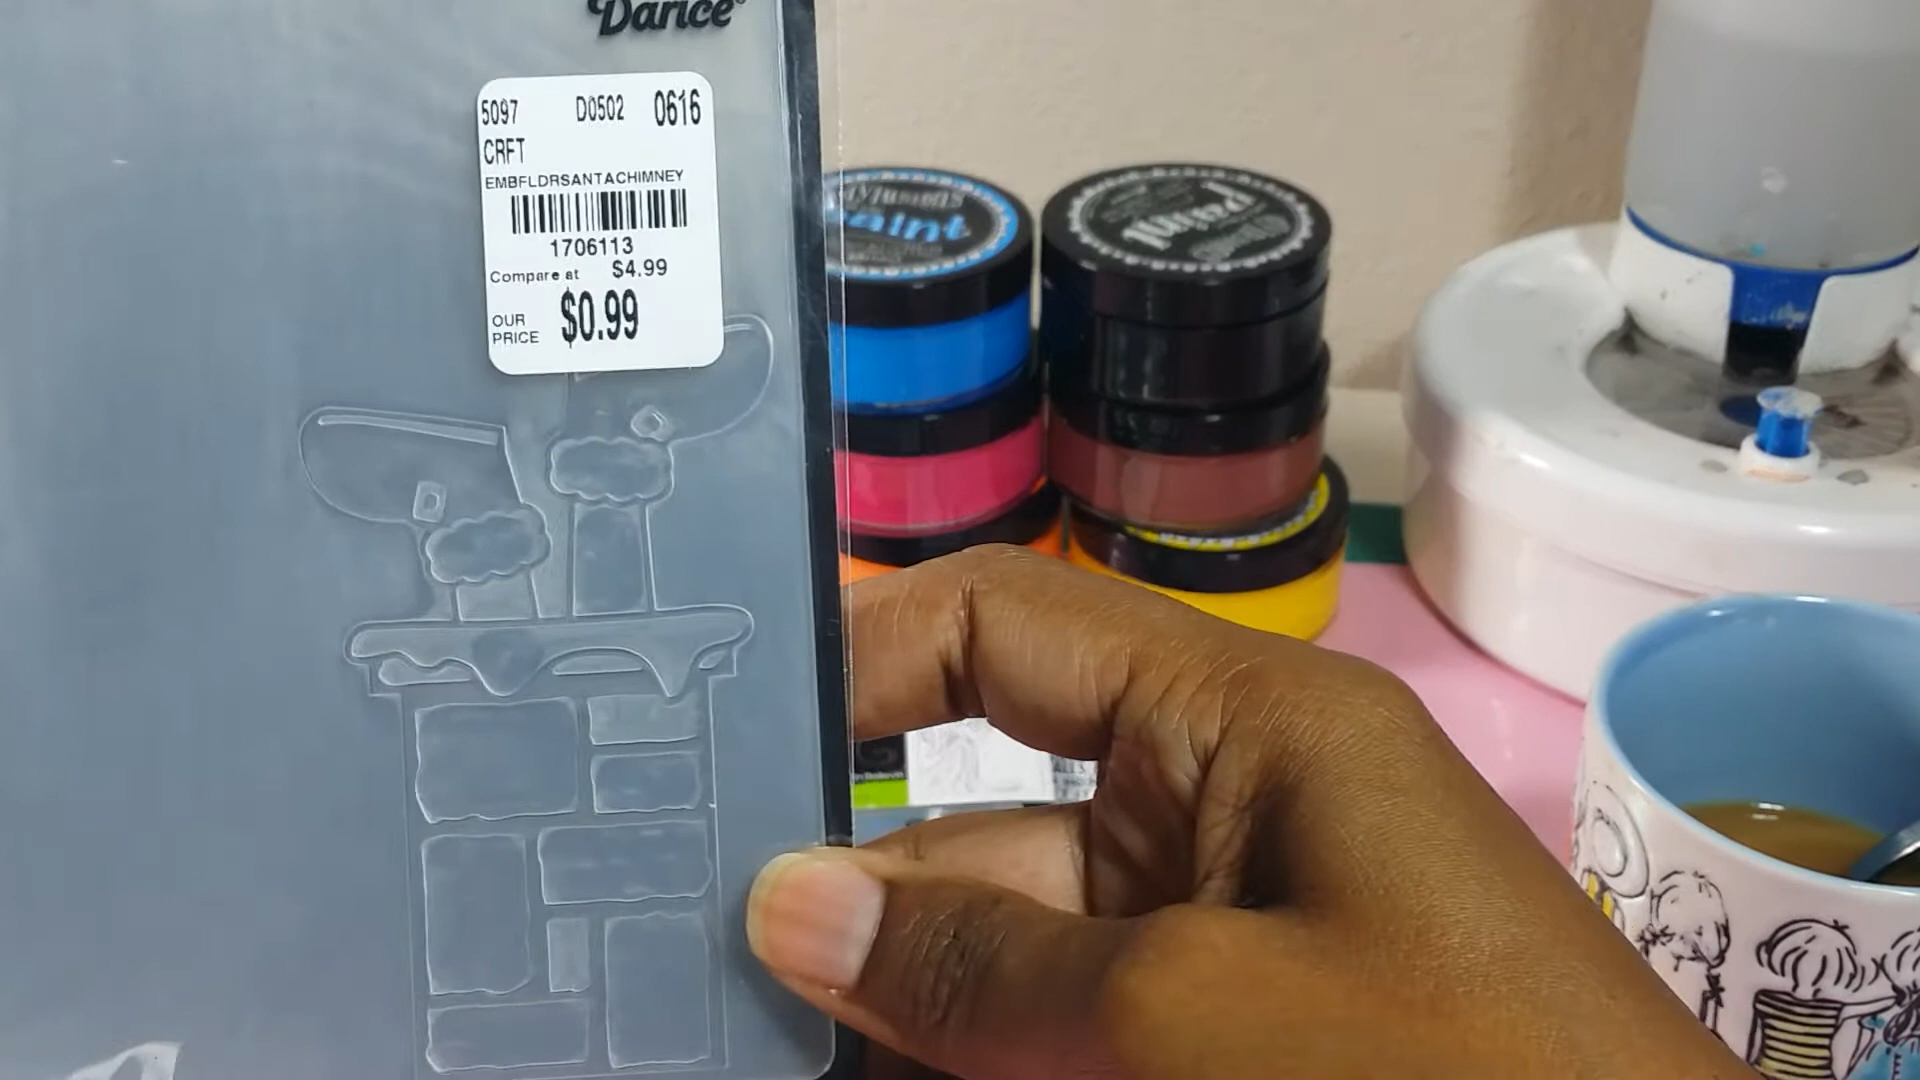 Darice
5097 D0502 0616
CRFT
EMBFLDRSANTACHIMNEY
1706113
Compare at $4.99
OUR
PRICE $0.99